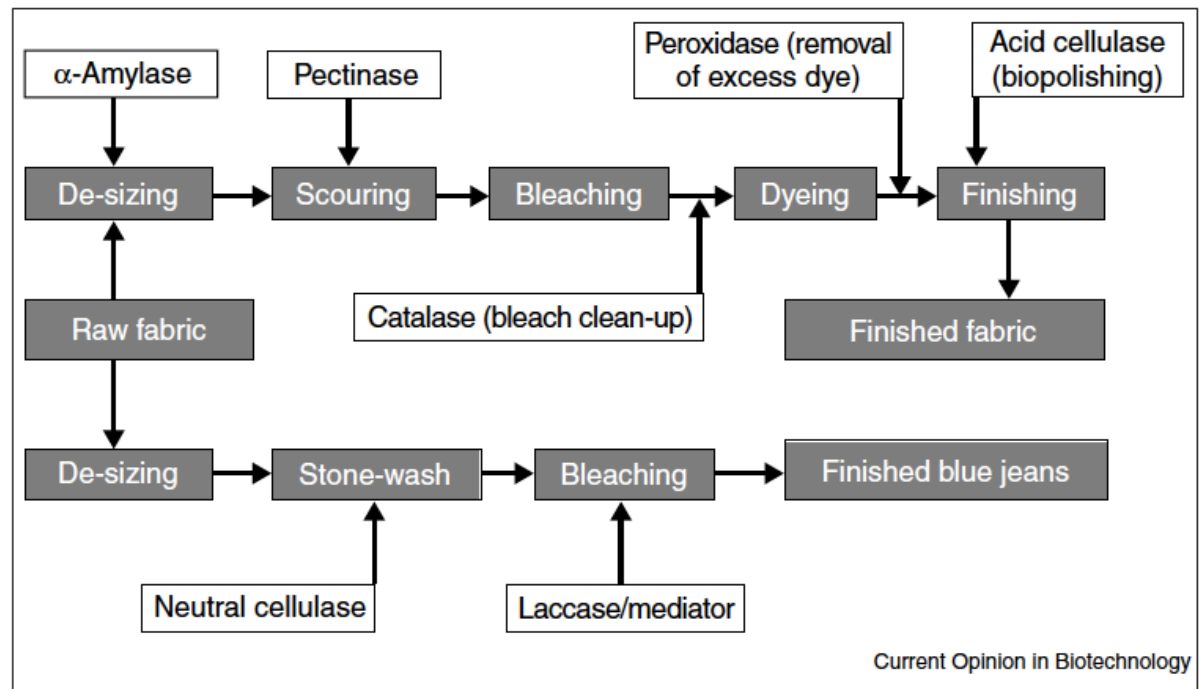 α-Amylase
Pectinase
Peroxidase (removal
of excess dye)
Acid cellulase
(biopolishing)
De-sizing
Scouring
Bleaching
Dyeing
Finishing
Raw fabric
Catalase (bleach clean-up)
Finished fabric
De-sizing
Stone-wash
Bleaching
Finished blue jeans
Neutral cellulase
Laccase/mediator
Current Opinion in Biotechnology